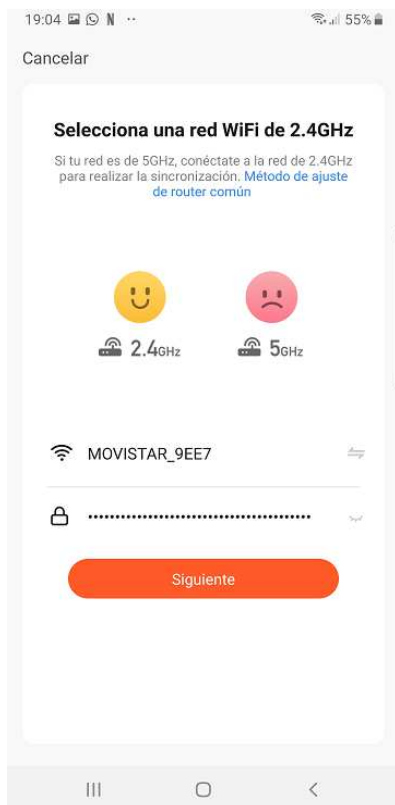 19:04 N
55%
Cancelar
Selecciona una red WiFi de 2.4GHz
Si tu red es de 5GHz, conéctate a la red de 2.4GHz
para realizar la sincronización. Método de ajuste
de router común
2.4GHz 5GHz
MOVISTAR_9EE7
••••••••••••••••••••••••••••••••••••••••
Siguiente